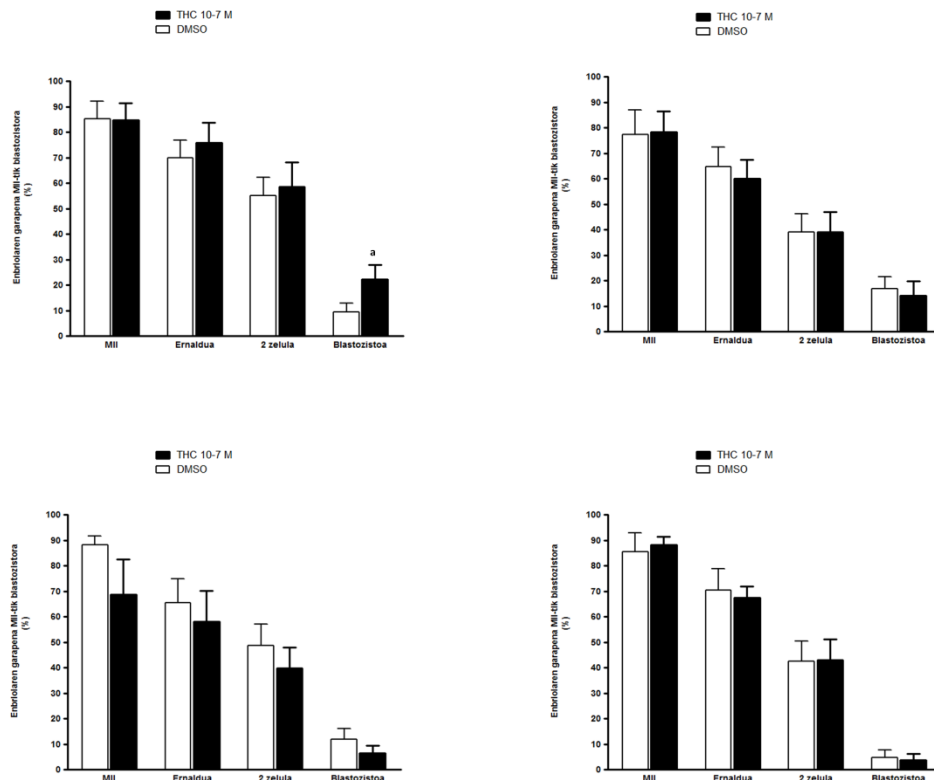 THC 10-7 M
DMSO
Enbrioiaren garapena MII-tik blastozistora
(%)
100
90
80
70
60
50
40
30
20
10
0
a
MII
Ernaldua
2 zelula
Blastozistoa
THC 10-7 M
DMSO
Enbrioiaren garapena MII-tik blastozistora
(%)
100
90
80
70
60
50
40
30
20
10
0
MII
Ernaldua
2 zelula
Blastozistoa
THC 10-7 M
DMSO
Enbrioiaren garapena MII-tik blastozistora
(%)
100
90
80
70
60
50
40
30
20
10
0
MII
Ernaldua
2 zelula
Blastozistoa
THC 10-7 M
DMSO
Enbrioiaren garapena MII-tik blastozistora
(%)
100
90
80
70
60
50
40
30
20
10
0
MII
Ernaldua
2 zelula
Blastozistoa